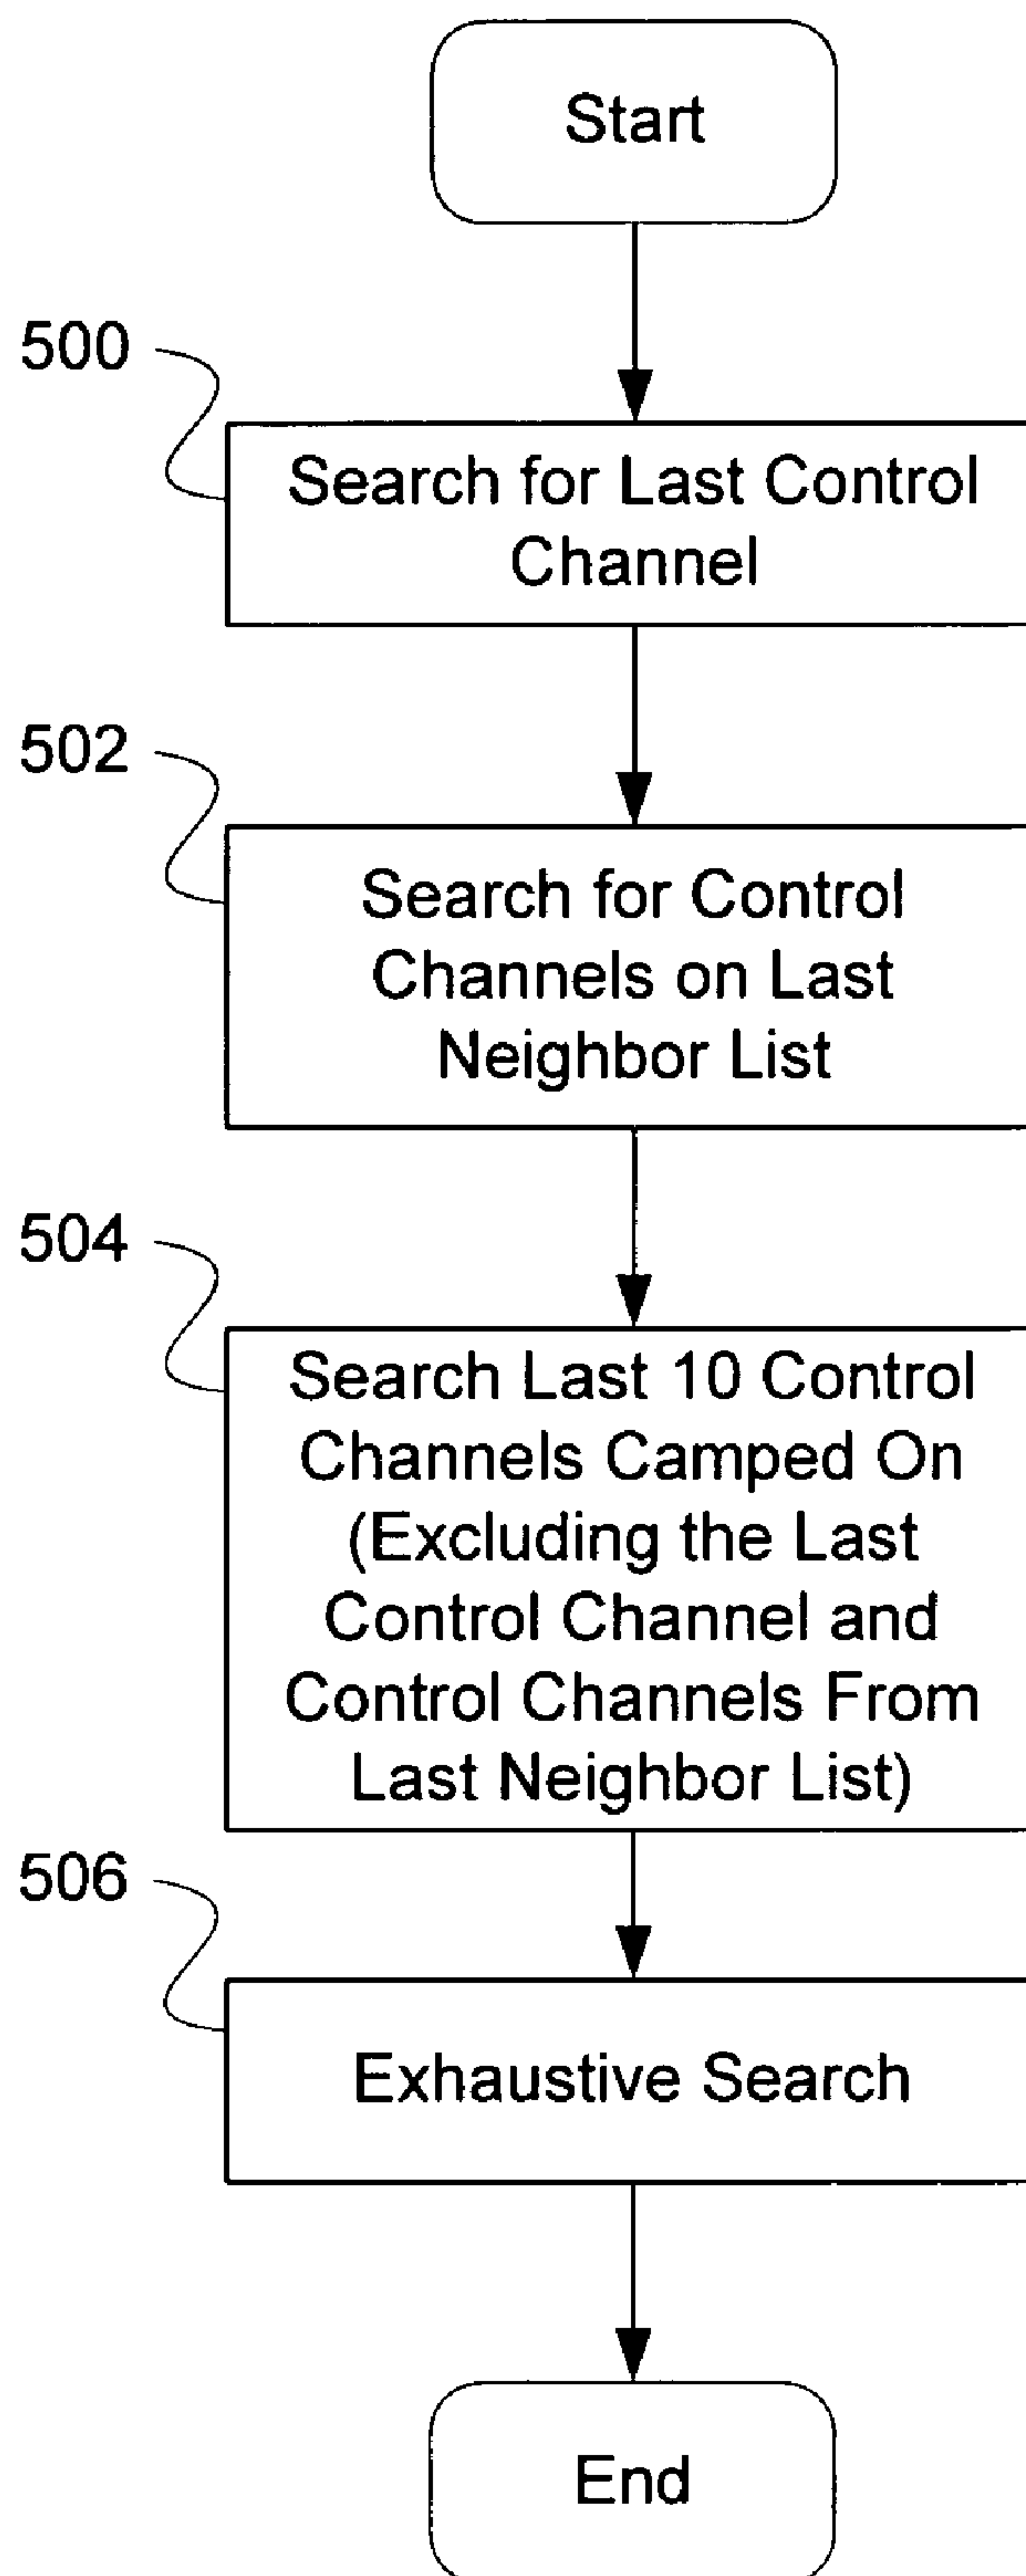 Start
500
Search for Last Control
Channel
502
Search for Control
Channels on Last
Neighbor List
504
Search Last 10 Control
Channels Camped On
(Excluding the Last
Control Channel and
Control Channels From
Last Neighbor List)
506
Exhaustive Search
End